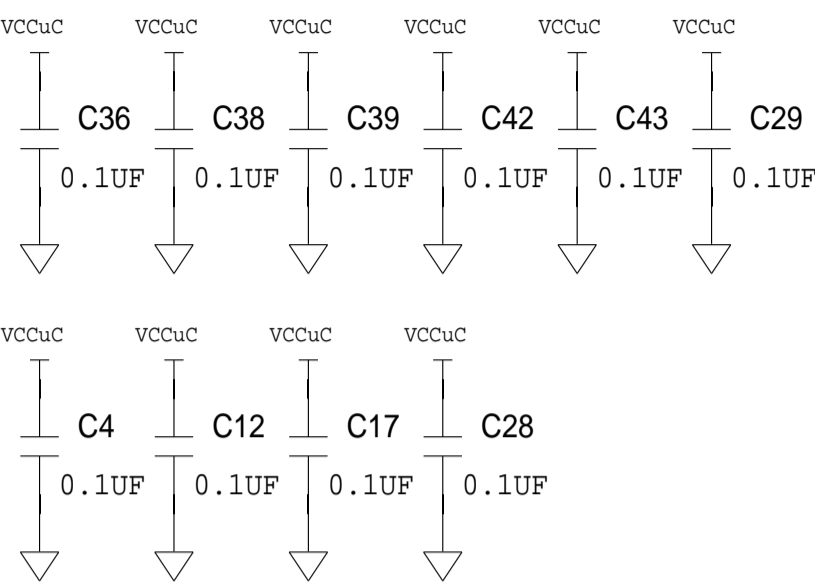 VCCuC VCCuC VCCuC VCCuC VCCuC VCCuC
C36 C38 C39 C42 C43 C29
0.1UF 0.1UF 0.1UF 0.1UF 0.1UF 0.1UF
VCCuC VCCuC VCCuC VCCuC
C4 C12 C17 C28
0.1UF 0.1UF 0.1UF 0.1UF